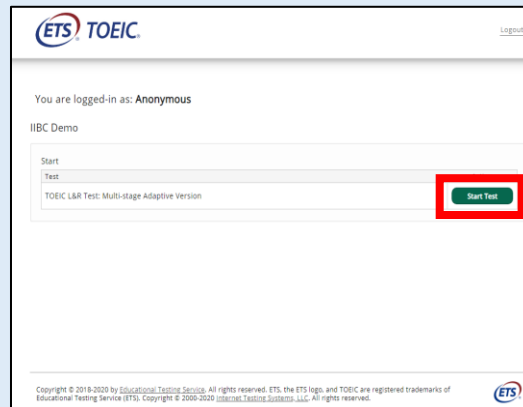 ETS TOEIC®
Logout
You are logged-in as: Anonymous
IIBC Demo
Start
Test
TOEIC L&R Test: Multi-stage Adaptive Version
Start Test
Copyright © 2018-2020 by Educational Testing Service. All rights reserved. ETS, the ETS logo, and TOEIC are registered trademarks of
Educational Testing Service (ETS). Copyright © 2000-2020 Internet Testing Systems, LLC. All rights reserved.
ETS